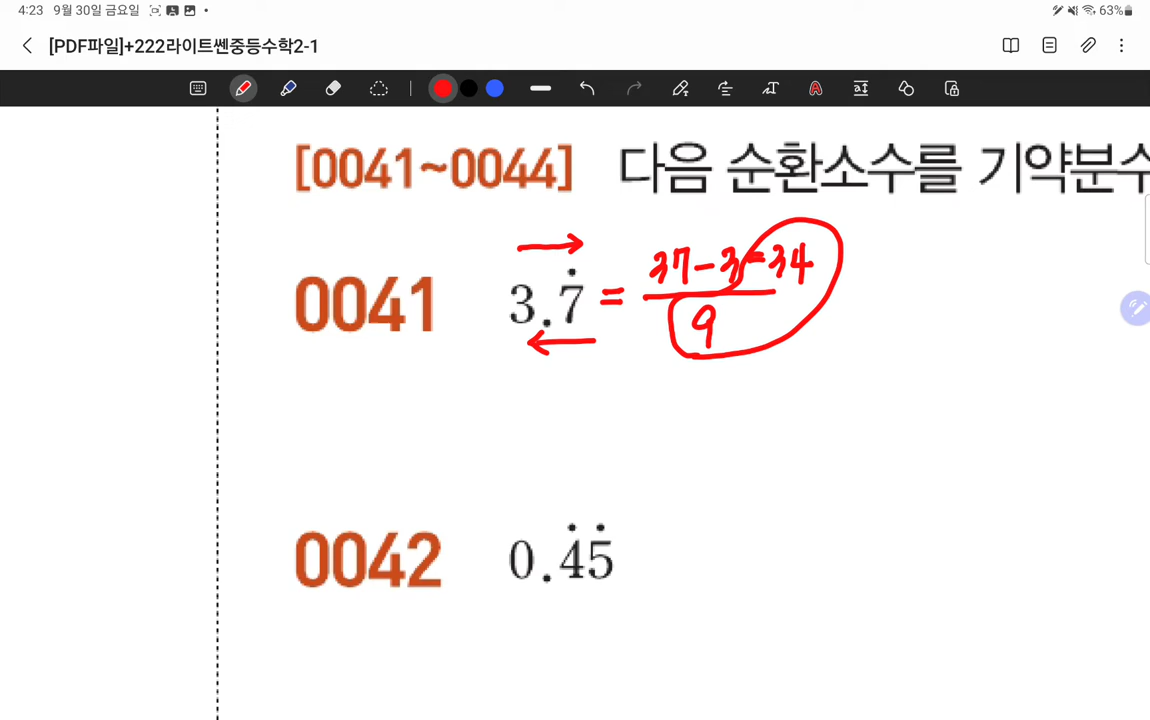 4:23 9월 30일 금요일 63%
[PDF파일]+222라이트쎈중등수학2-1
[0041~0044] 다음 순환소수를 기약분수
37-3=34
0041 3.7̇ =
9
0042 0.4̇5̇